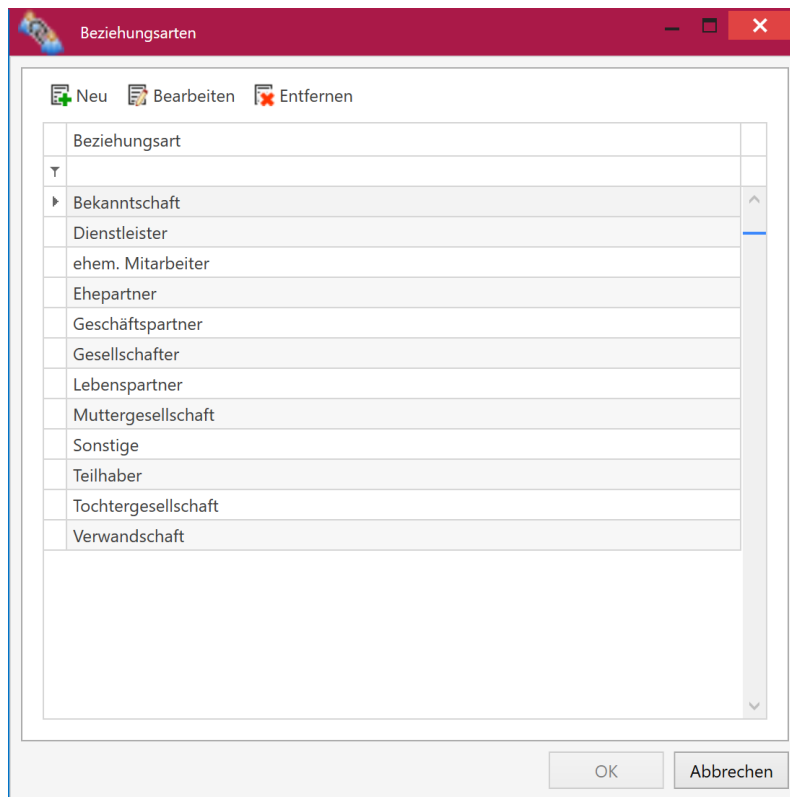 Beziehungsarten
Neu Bearbeiten Entfernen
Beziehungsart
Bekanntschaft
Dienstleister
ehem. Mitarbeiter
Ehepartner
Geschäftspartner
Gesellschafter
Lebenspartner
Muttergesellschaft
Sonstige
Teilhaber
Tochtergesellschaft
Verwandschaft
OK Abbrechen